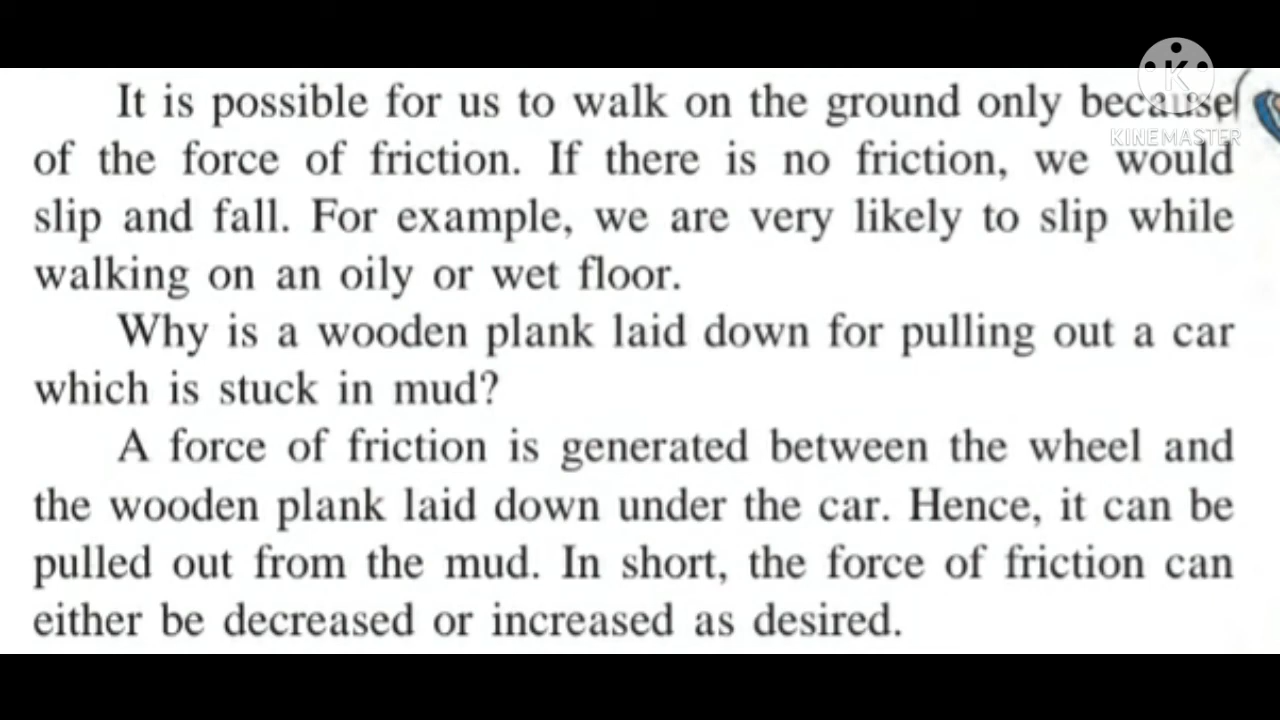 It is possible for us to walk on the ground only because
of the force of friction. If there is no friction, we would
slip and fall. For example, we are very likely to slip while
walking on an oily or wet floor.
Why is a wooden plank laid down for pulling out a car
which is stuck in mud?
A force of friction is generated between the wheel and
the wooden plank laid down under the car. Hence, it can be
pulled out from the mud. In short, the force of friction can
either be decreased or increased as desired.
K
KINEMASTER